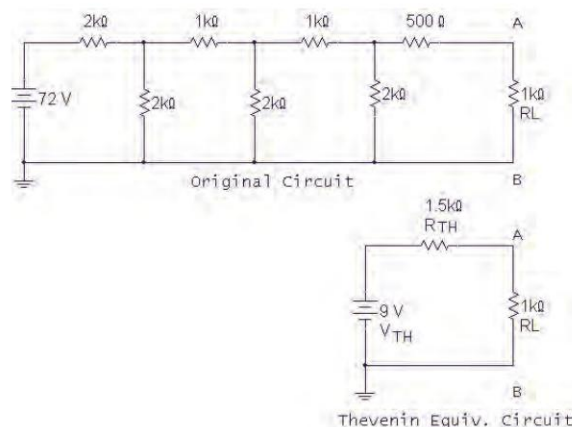 2kΩ 1kΩ 1kΩ 500 Ω A
72 V 2kΩ 2kΩ 2kΩ 1kΩ
RL
Original Circuit B
1.5kΩ A
RTH
9 V 1kΩ
VTH RL
B
Thevenin Equiv. Circuit